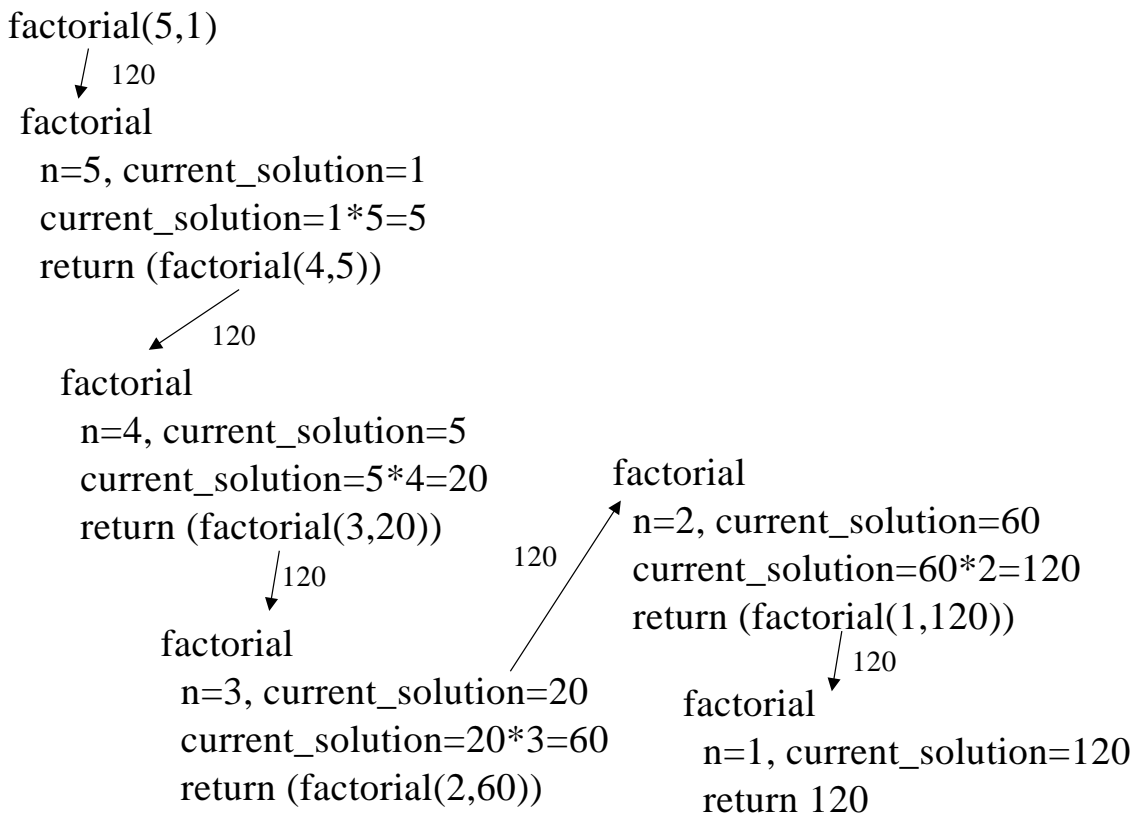 factorial(5,1)
120
factorial
n=5, current_solution=1
current_solution=1*5=5
return (factorial(4,5))
120
factorial
n=4, current_solution=5
current_solution=5*4=20
return (factorial(3,20))
120
factorial
n=3, current_solution=20
current_solution=20*3=60
return (factorial(2,60))
120
factorial
n=2, current_solution=60
current_solution=60*2=120
return (factorial(1,120))
120
factorial
n=1, current_solution=120
return 120